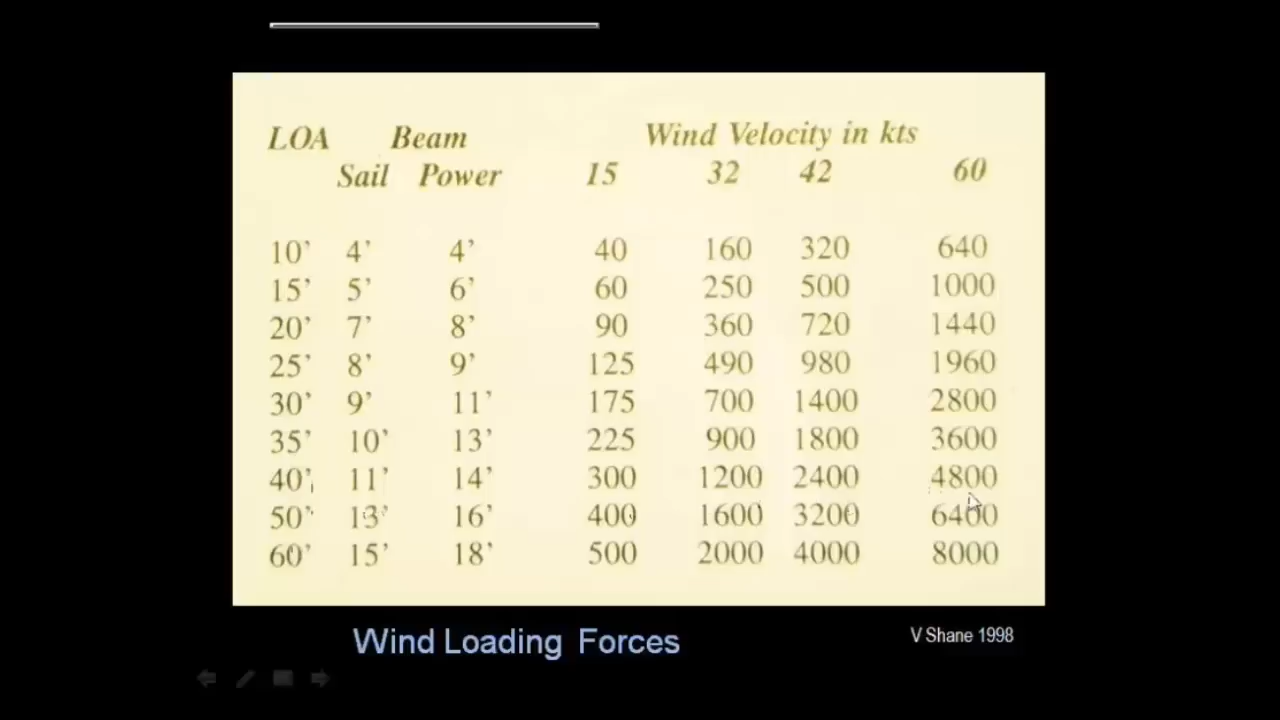 LOA Beam Wind Velocity in kts
Sail Power 15 32 42 60
10’ 4’ 4’ 40 160 320 640
15’ 5’ 6’ 60 250 500 1000
20’ 7’ 8’ 90 360 720 1440
25’ 8’ 9’ 125 490 980 1960
30’ 9’ 11’ 175 700 1400 2800
35’ 10’ 13’ 225 900 1800 3600
40’ 11’ 14’ 300 1200 2400 4800
50’ 13’ 16’ 400 1600 3200 6400
60’ 15’ 18’ 500 2000 4000 8000
Wind Loading Forces
V Shane 1998